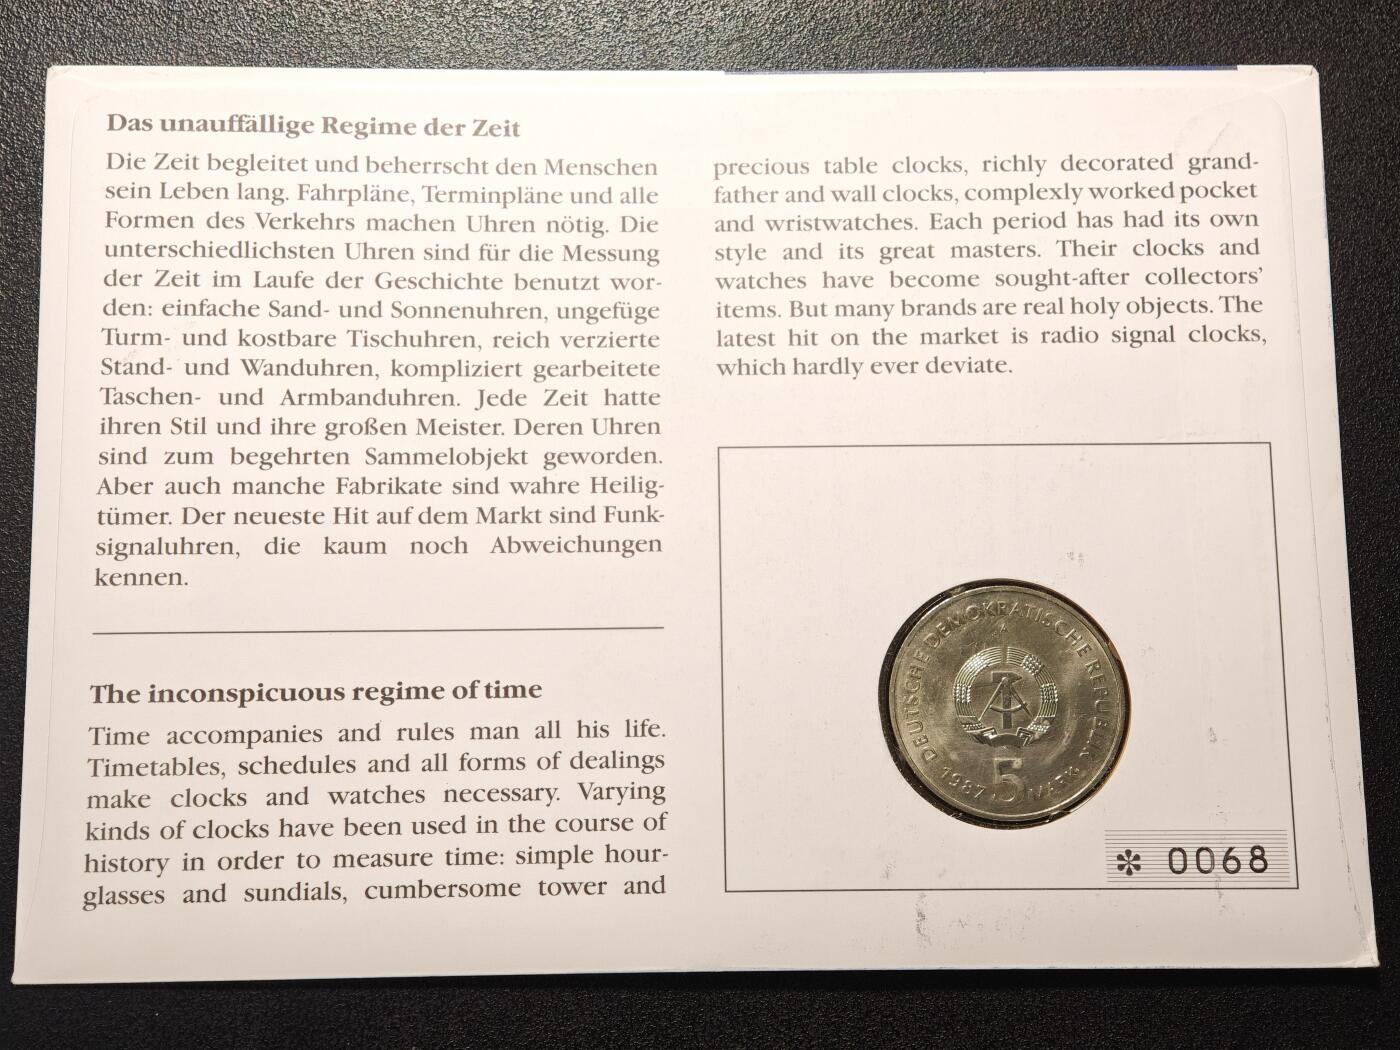 Das unauffällige Regime der Zeit
Die Zeit begleitet und beherrscht den Menschen
sein Leben lang. Fahrpläne, Terminpläne und alle
Formen des Verkehrs machen Uhren nötig. Die
unterschiedlichsten Uhren sind für die Messung
der Zeit im Laufe der Geschichte benutzt wor-
den: einfache Sand- und Sonnenuhren, ungefüge
Turm- und kostbare Tischuhren, reich verzierte
Stand- und Wanduhren, kompliziert gearbeitete
Taschen- und Armbanduhren. Jede Zeit hatte
ihren Stil und ihre großen Meister. Deren Uhren
sind zum begehrten Sammelobjekt geworden.
Aber auch manche Fabrikate sind wahre Heilig-
tümer. Der neueste Hit auf dem Markt sind Funk-
signaluhren, die kaum noch Abweichungen
kennen.
The inconspicuous regime of time
Time accompanies and rules man all his life.
Timetables, schedules and all forms of dealings
make clocks and watches necessary. Varying
kinds of clocks have been used in the course of
history in order to measure time: simple hour-
glasses and sundials, cumbersome tower and
precious table clocks, richly decorated grand-
father and wall clocks, complexly worked pocket
and wristwatches. Each period has had its own
style and its great masters. Their clocks and
watches have become sought-after collectors'
items. But many brands are real holy objects. The
latest hit on the market is radio signal clocks,
which hardly ever deviate.
DEUTSCHE DEMOKRATISCHE REPUBLIK
A
1987 5 MARK
* 0068